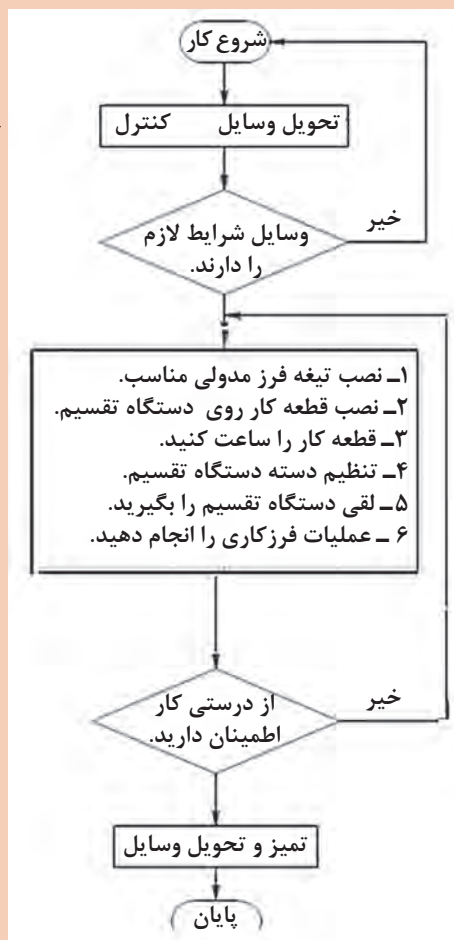 شروع کار
تحویل وسایل کنترل
وسایل شرایط لازم
را دارند.
خیر
۱ـ نصب تیغه فرز مدولی مناسب.
۲ـ نصب قطعه کار روی دستگاه تقسیم.
۳ـ قطعه کار را ساعت کنید.
۴ـ تنظیم دسته دستگاه تقسیم.
۵ـ لقی دستگاه تقسیم را بگیرید.
۶ ـ عملیات فرزکاری را انجام دهید.
از درستی کار
اطمینان دارید.
خیر
تمیز و تحویل وسایل
پایان